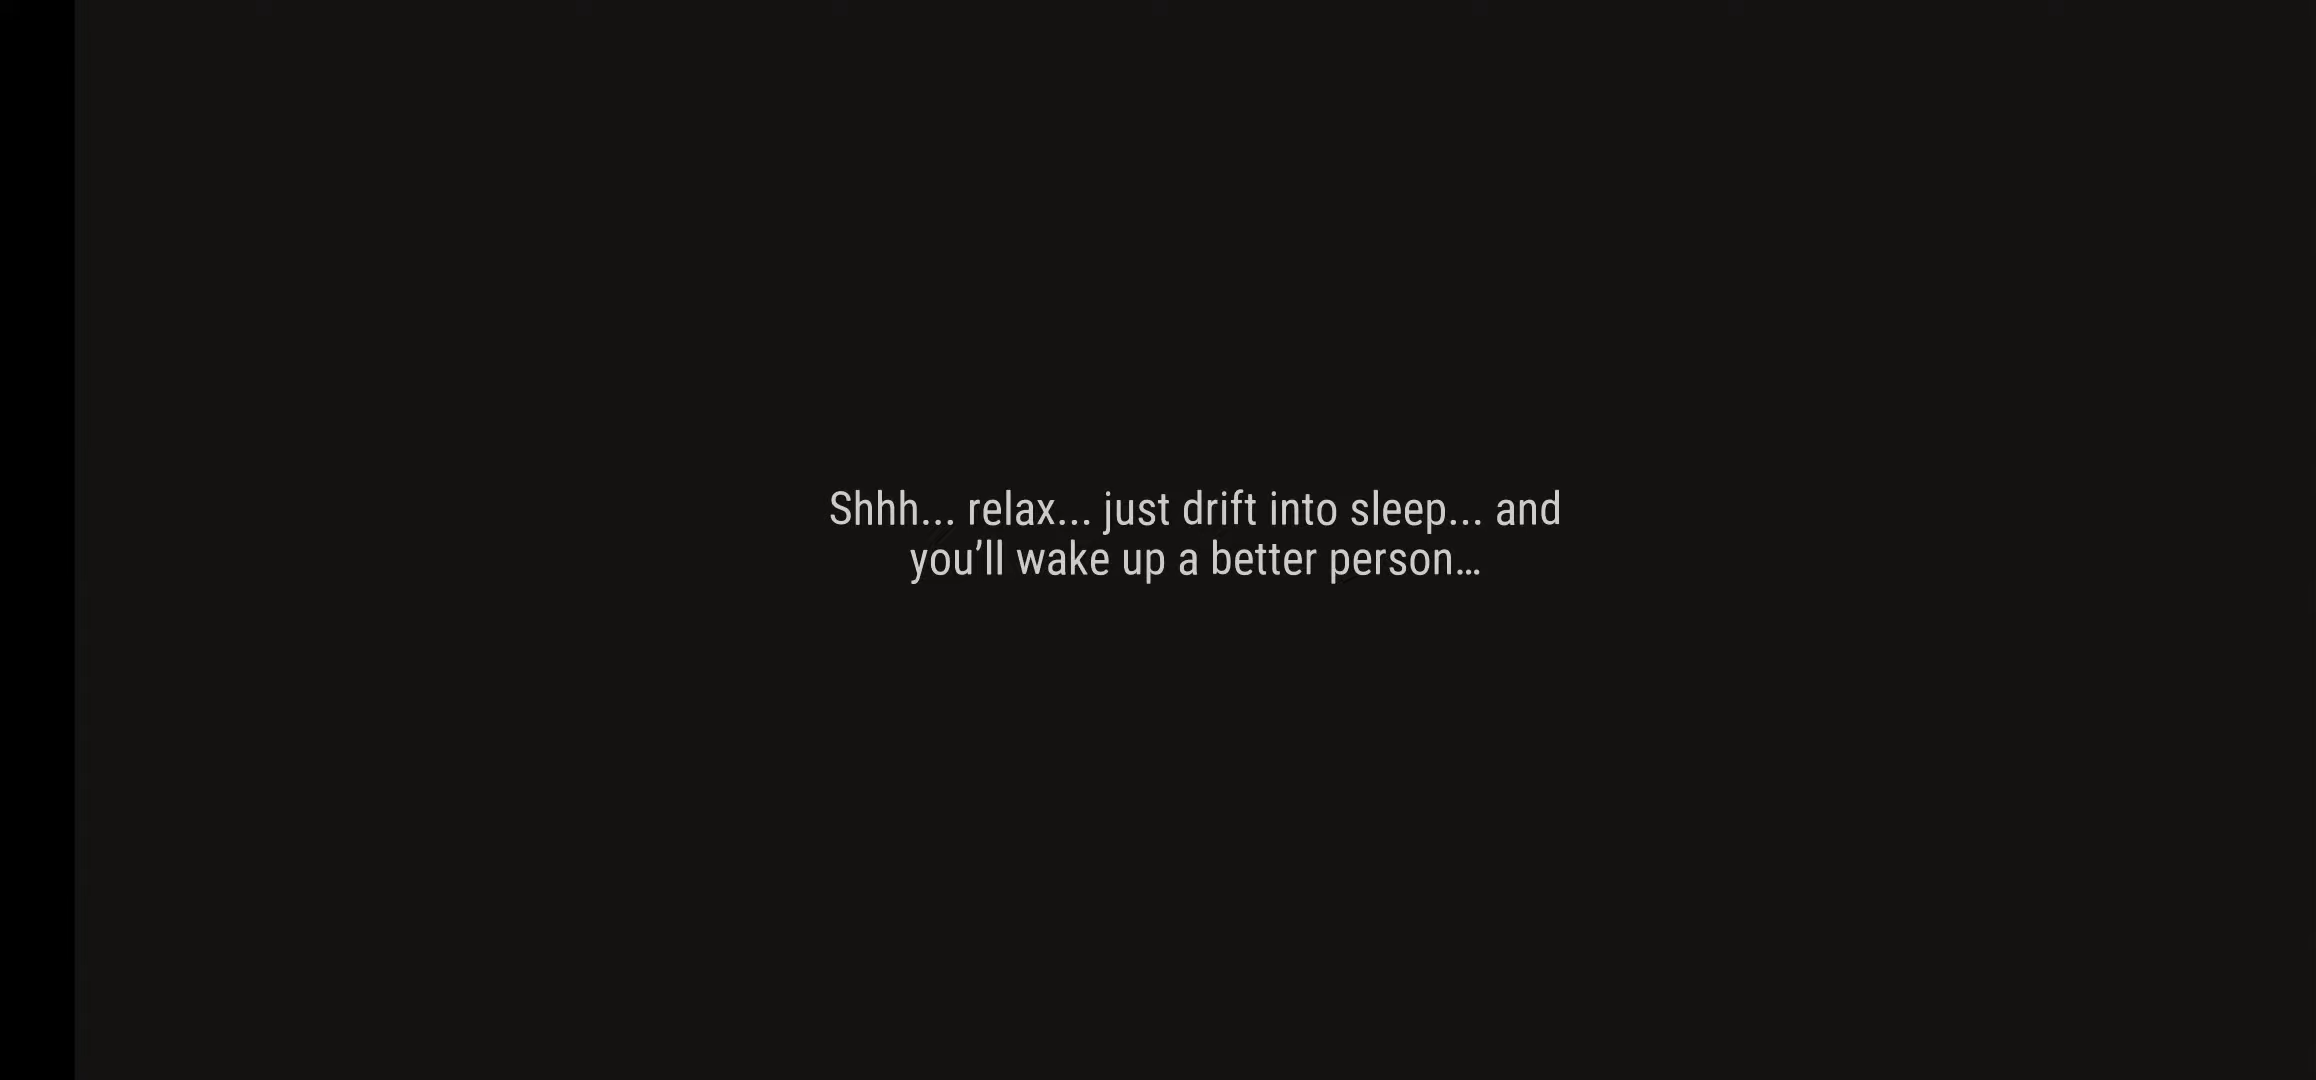 Shhh... relax... just drift into sleep... and
you’ll wake up a better person…